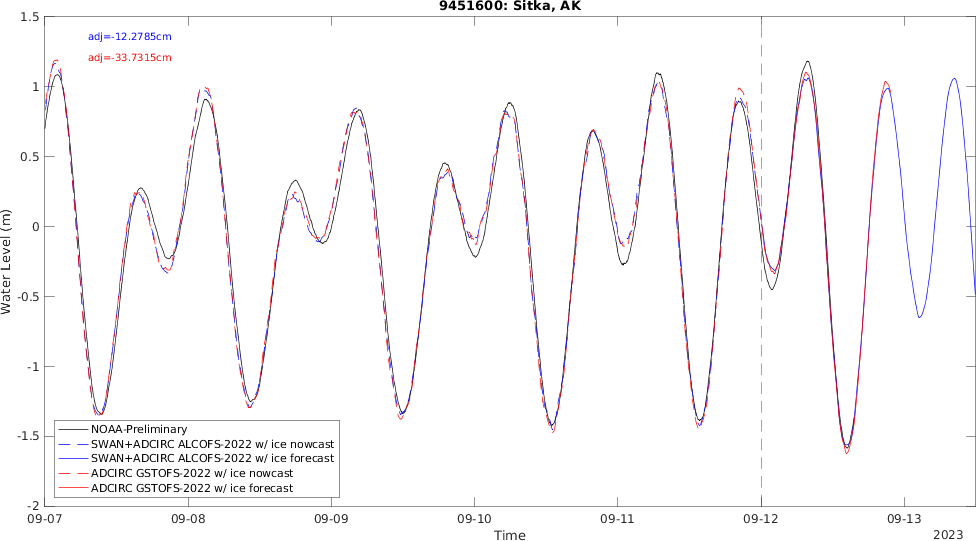 9451600: Sitka, AK
adj=-12.2785cm
adj=-33.7315cm
1.5
1
0.5
0
-0.5
-1
-1.5
-2
Water Level (m)
NOAA-Preliminary
SWAN+ADCIRC ALCOFS-2022 w/ ice nowcast
SWAN+ADCIRC ALCOFS-2022 w/ ice forecast
ADCIRC GSTOFS-2022 w/ ice nowcast
ADCIRC GSTOFS-2022 w/ ice forecast
09-07 09-08 09-09 09-10 09-11 09-12 09-13
Time
2023